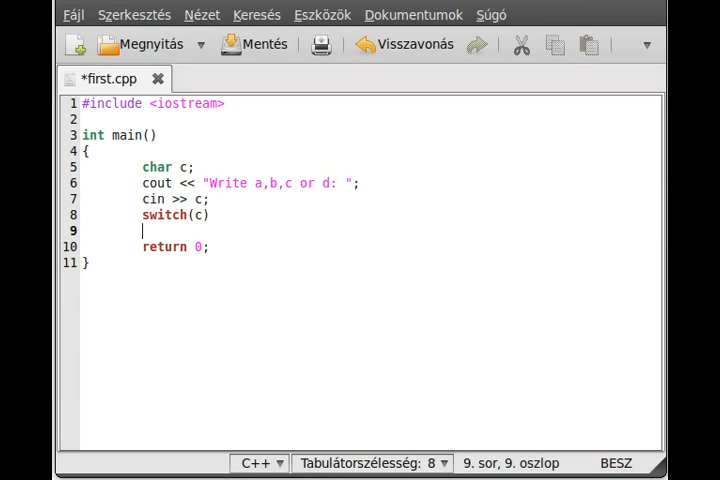 Fájl Szerkesztés Nézet Keresés Eszközök Dokumentumok Súgó
Megnyitás Mentés Visszavonás
*first.cpp
1 #include <iostream>
2
3 int main()
4 {
5 char c;
6 cout << "Write a,b,c or d: ";
7 cin >> c;
8 switch(c)
9
10 return 0;
11 }
C++ Tabulátorszélesség: 8 9. sor, 9. oszlop BESZ